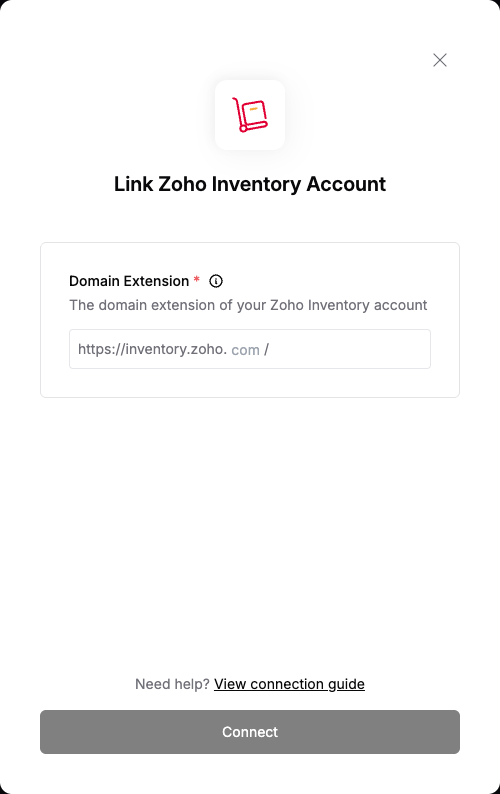 Link Zoho Inventory Account
Domain Extension *
The domain extension of your Zoho Inventory account
https://inventory.zoho. com /
Need help? View connection guide
Connect